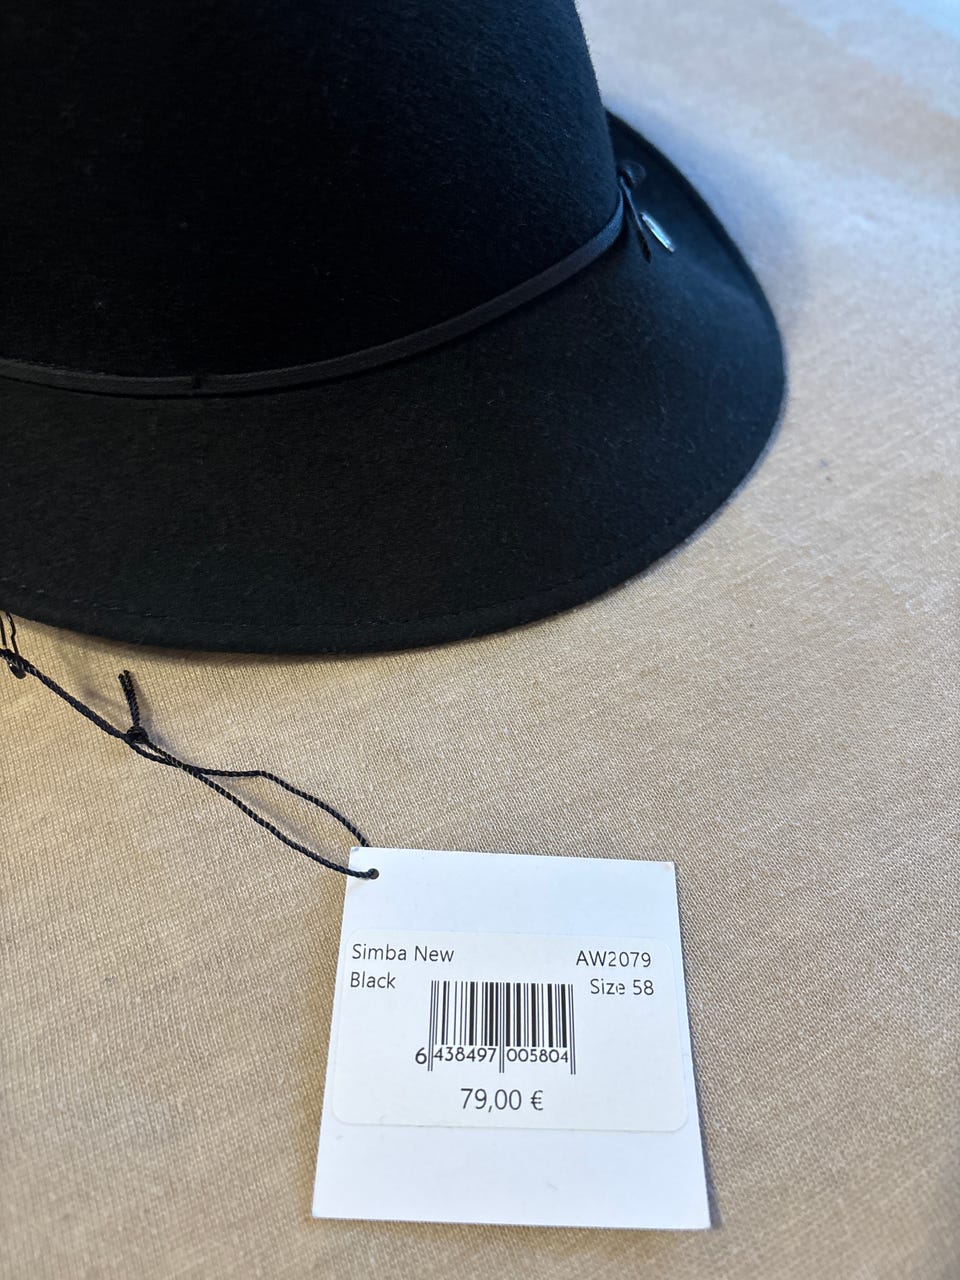 Simba New AW2079
Black Size 58
6 438497 005804
79,00 €